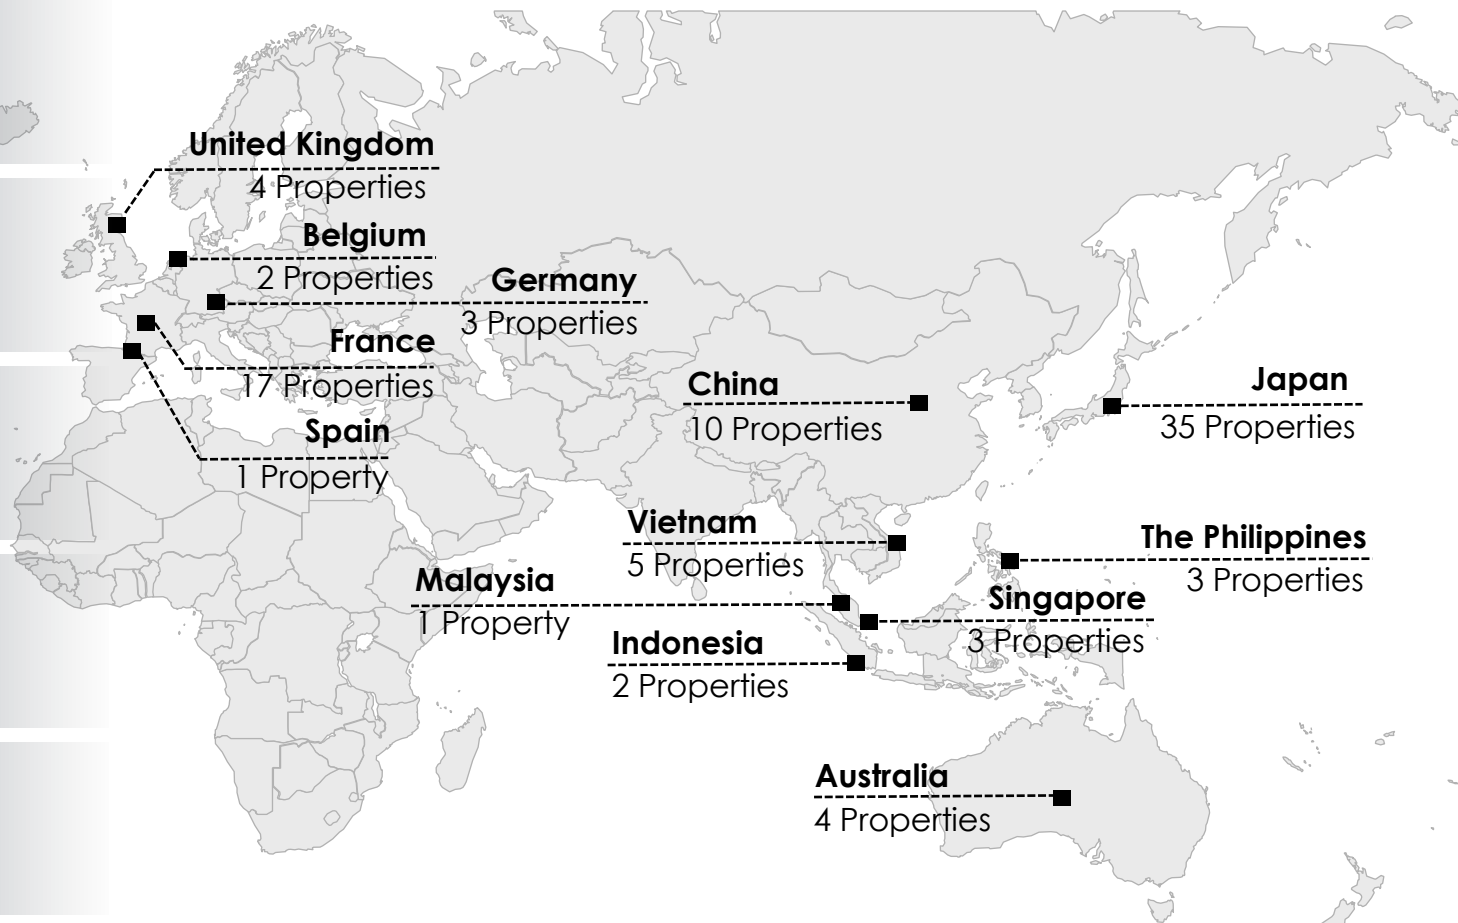 United Kingdom
4 Properties
Belgium
2 Properties
Germany
3 Properties
France
17 Properties
Spain
1 Property
China
10 Properties
Japan
35 Properties
Vietnam
5 Properties
The Philippines
3 Properties
Malaysia
1 Property
Singapore
3 Properties
Indonesia
2 Properties
Australia
4 Properties